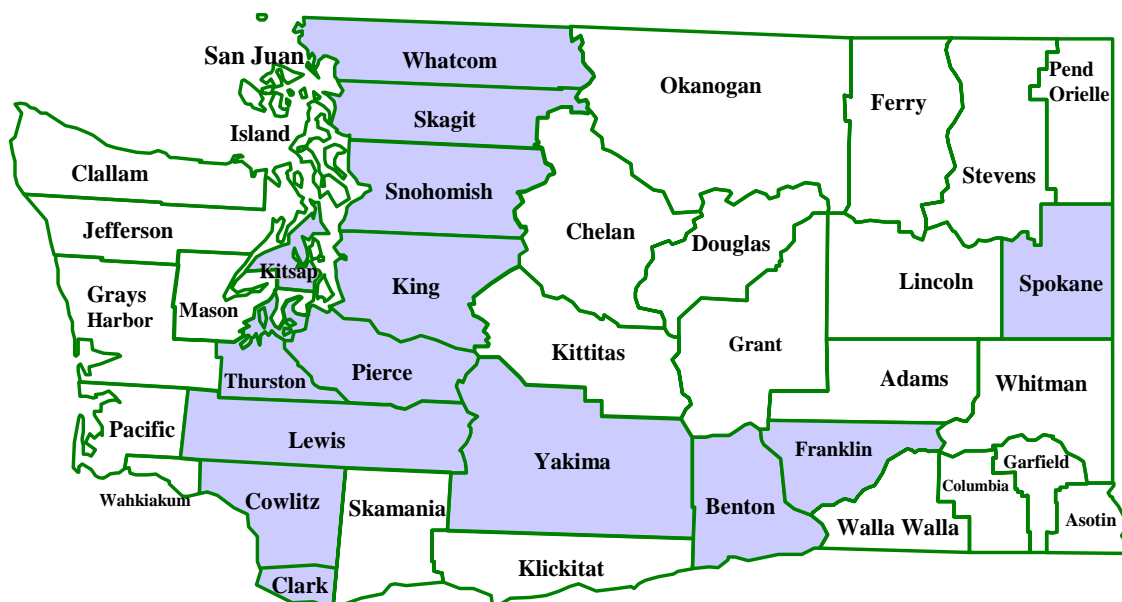 San Juan
Whatcom
Okanogan
Ferry
Pend
Orielle
Skagit
Island
Clallam
Snohomish
Stevens
Jefferson
Chelan
Douglas
Kitsap
King
Lincoln
Spokane
Grays
Harbor
Mason
Kittitas
Grant
Thurston
Pierce
Adams
Whitman
Pacific
Lewis
Yakima
Franklin
Garfield
Wahkiakum
Cowlitz
Skamania
Benton
Columbia
Walla Walla
Asotin
Klickitat
Clark